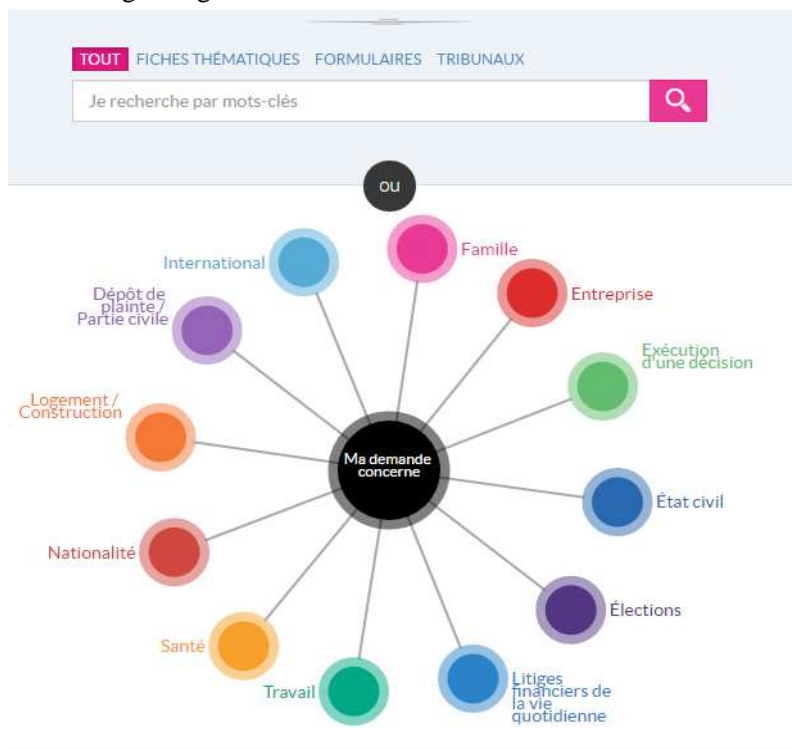 TOUT FICHES THÉMATIQUES FORMULAIRES TRIBUNAUX
Je recherche par mots-clés
ou
Famille
International
Entreprise
Dépôt de
plainte /
Partie civile
Exécution
d'une décision
Logement /
Construction
Ma demande
concerne
État civil
Nationalité
Élections
Santé
Litiges
financiers de
la vie
quotidienne
Travail